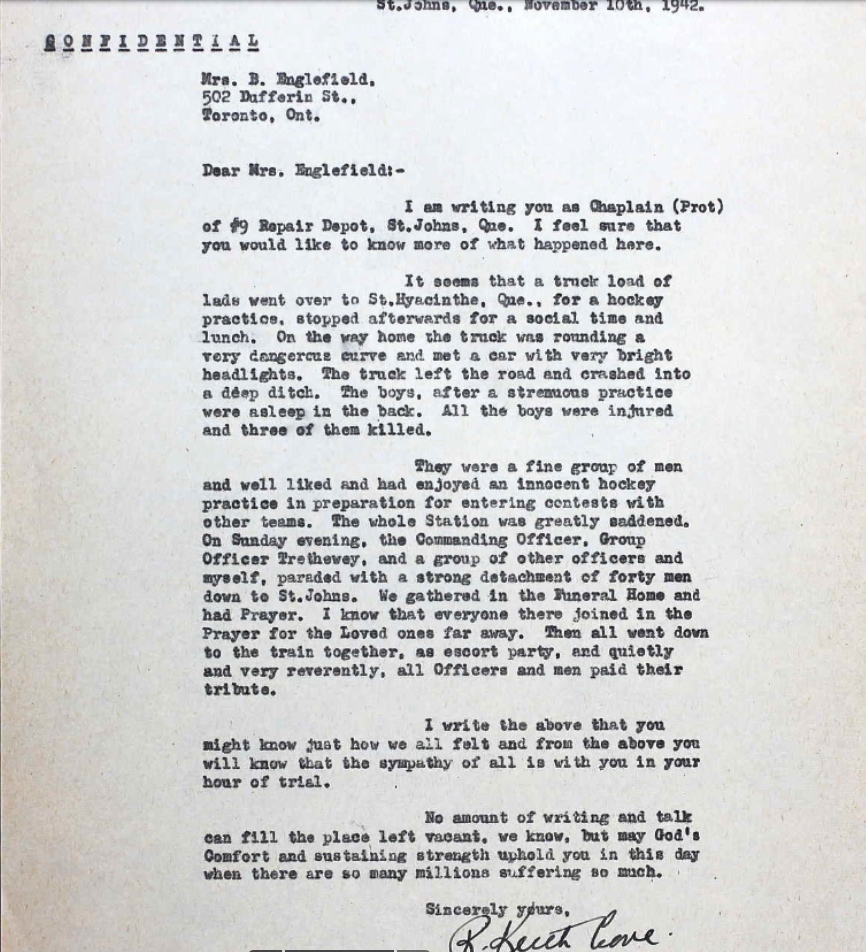 St.Johns, Que., November 10th, 1942.
CONFIDENTIAL
Mrs. B. Englefield,
502 Dufferin St.,
Toronto, Ont.
Dear Mrs. Englefield:-
I am writing you as Chaplain (Prot)
of #9 Repair Depot, St.Johns, Que. I feel sure that
you would like to know more of what happened here.
It seems that a truck load of
lads went over to St.Hyacinthe, Que., for a hockey
practice, stopped afterwards for a social time and
lunch. On the way home the truck was rounding a
very dangerous curve and met a car with very bright
headlights. The truck left the road and crashed into
a deep ditch. The boys, after a strenuous practice
were asleep in the back. All the boys were injured
and three of them killed.
They were a fine group of men
and well liked and had enjoyed an innocent hockey
practice in preparation for entering contests with
other teams. The whole Station was greatly saddened.
On Sunday evening, the Commanding Officer, Group
Officer Trethewey, and a group of other officers and
myself, paraded with a strong detachment of forty men
down to St.Johns. We gathered in the Funeral Home and
had Prayer. I know that everyone there joined in the
Prayer for the Loved ones far away. Then all went down
to the train together, as escort party, and quietly
and very reverently, all Officers and men paid their
tribute.
I write the above that you
might know just how we all felt and from the above you
will know that the sympathy of all is with you in your
hour of trial.
No amount of writing and talk
can fill the place left vacant, we know, but may God's
Comfort and sustaining strength uphold you in this day
when there are so many millions suffering so much.
Sincerely yours,
R. Keith Cove.